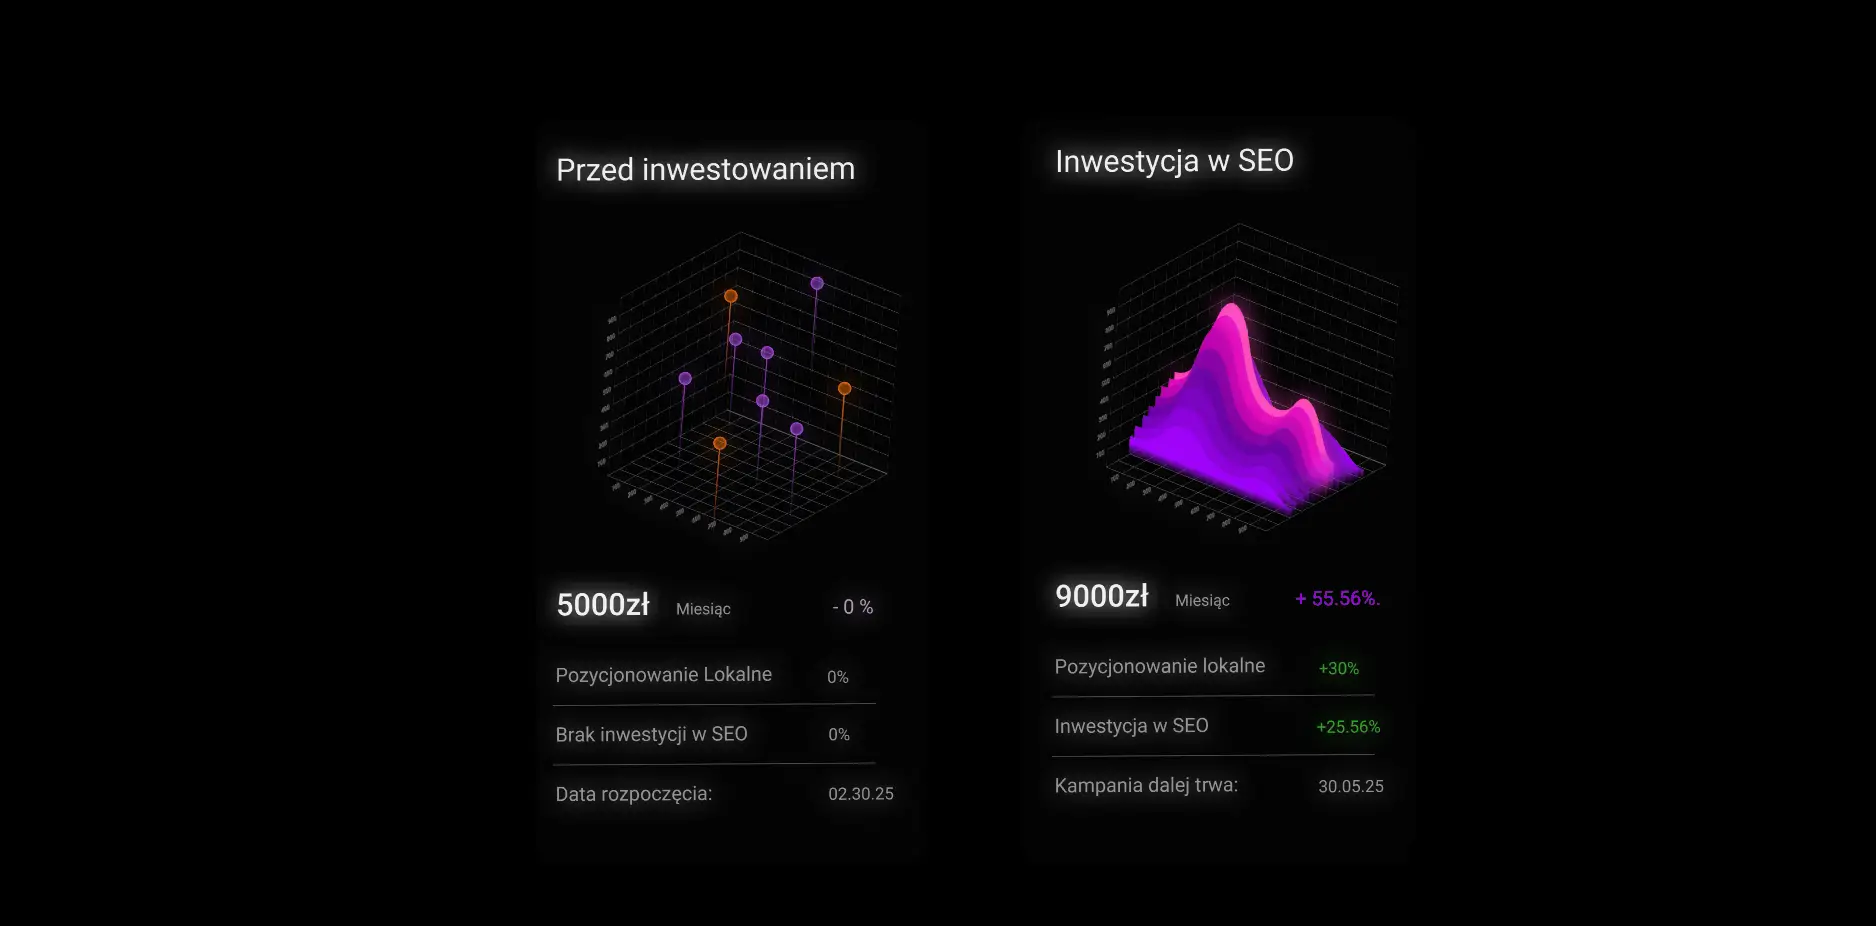 Przed inwestowaniem
5000zł Miesiąc - 0 %
Pozycjonowanie Lokalne 0%
Brak inwestycji w SEO 0%
Data rozpoczęcia: 02.30.25
Inwestycja w SEO
9000zł Miesiąc + 55.56%.
Pozycjonowanie lokalne +30%
Inwestycja w SEO +25.56%
Kampania dalej trwa: 30.05.25